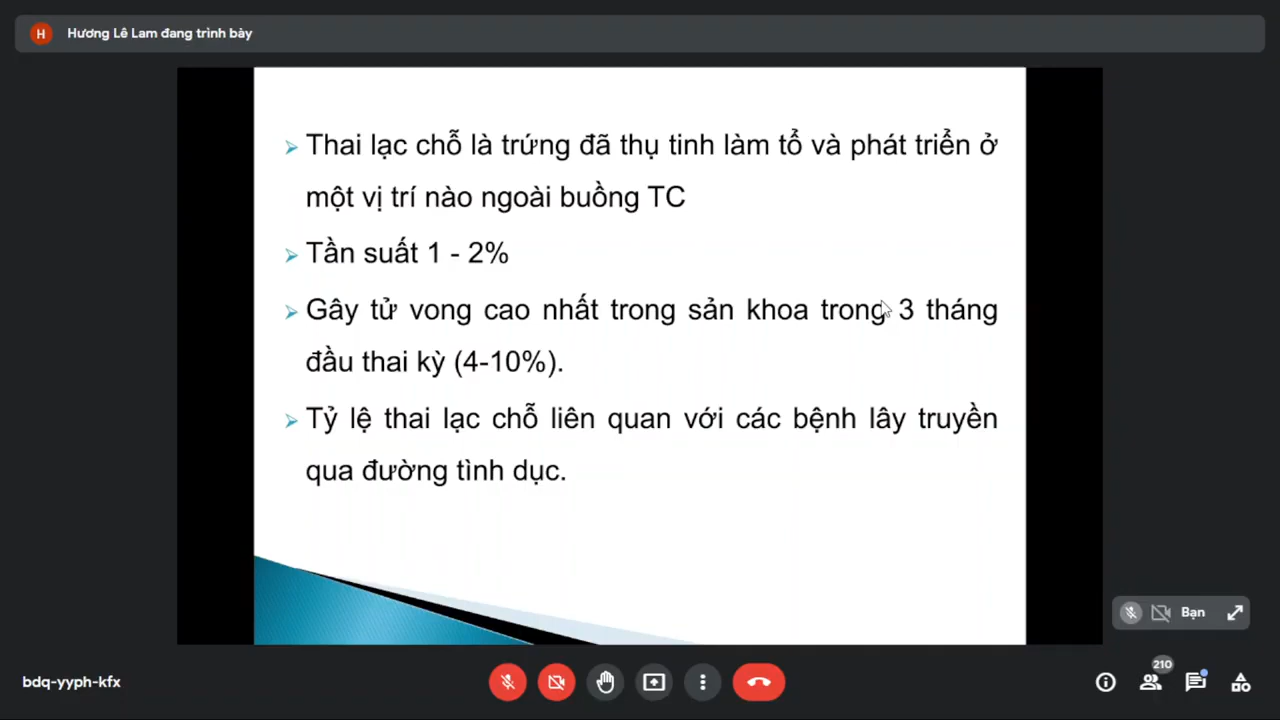 H
Hương Lê Lam đang trình bày
Thai lạc chỗ là trứng đã thụ tinh làm tổ và phát triển ở
một vị trí nào ngoài buồng TC
Tần suất 1 - 2%
Gây tử vong cao nhất trong sản khoa trong 3 tháng
đầu thai kỳ (4-10%).
Tỷ lệ thai lạc chỗ liên quan với các bệnh lây truyền
qua đường tình dục.
Bạn
210
bdq-yyph-kfx